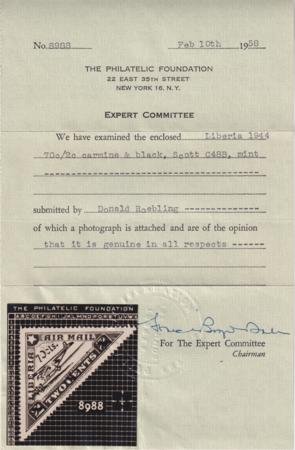 No. 8988 Feb 10th 1958
THE PHILATELIC FOUNDATION
22 EAST 35TH STREET
NEW YORK 16, N.Y.
EXPERT COMMITTEE
We have examined the enclosed Liberia 1944
70c/2c carmine & black, Scott C48B, mint
submitted by Donald Roebling
of which a photograph is attached and are of the opinion
that it is genuine in all respects
THE PHILATELIC FOUNDATION
LIBERIA
AIR MAIL
TWO CENTS
8988
For The Expert Committee
Chairman